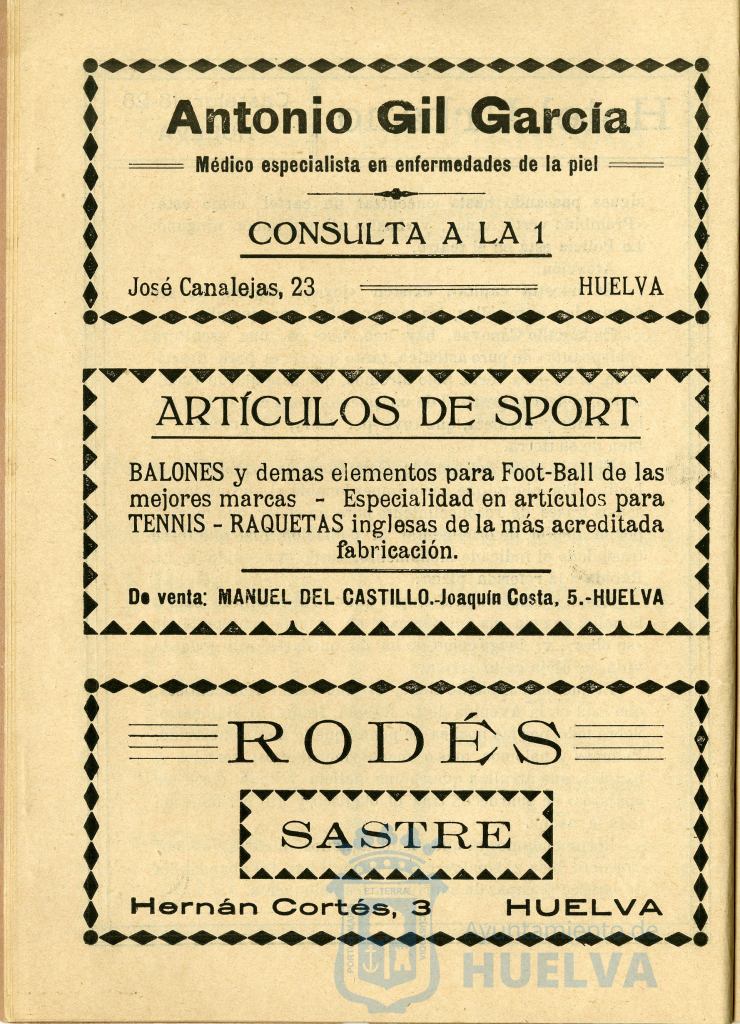 Antonio Gil García
Médico especialista en enfermedades de la piel
CONSULTA A LA 1
José Canalejas, 23 HUELVA
ARTÍCULOS DE SPORT
BALONES y demas elementos para Foot-Ball de las
mejores marcas - Especialidad en artículos para
TENNIS - RAQUETAS inglesas de la más acreditada
fabricación.
De venta: MANUEL DEL CASTILLO.-Joaquín Costa, 5.-HUELVA
RODÉS
SASTRE
Hernán Cortés, 3 HUELVA
ET TERRAE
Ayuntamiento de
HUELVA